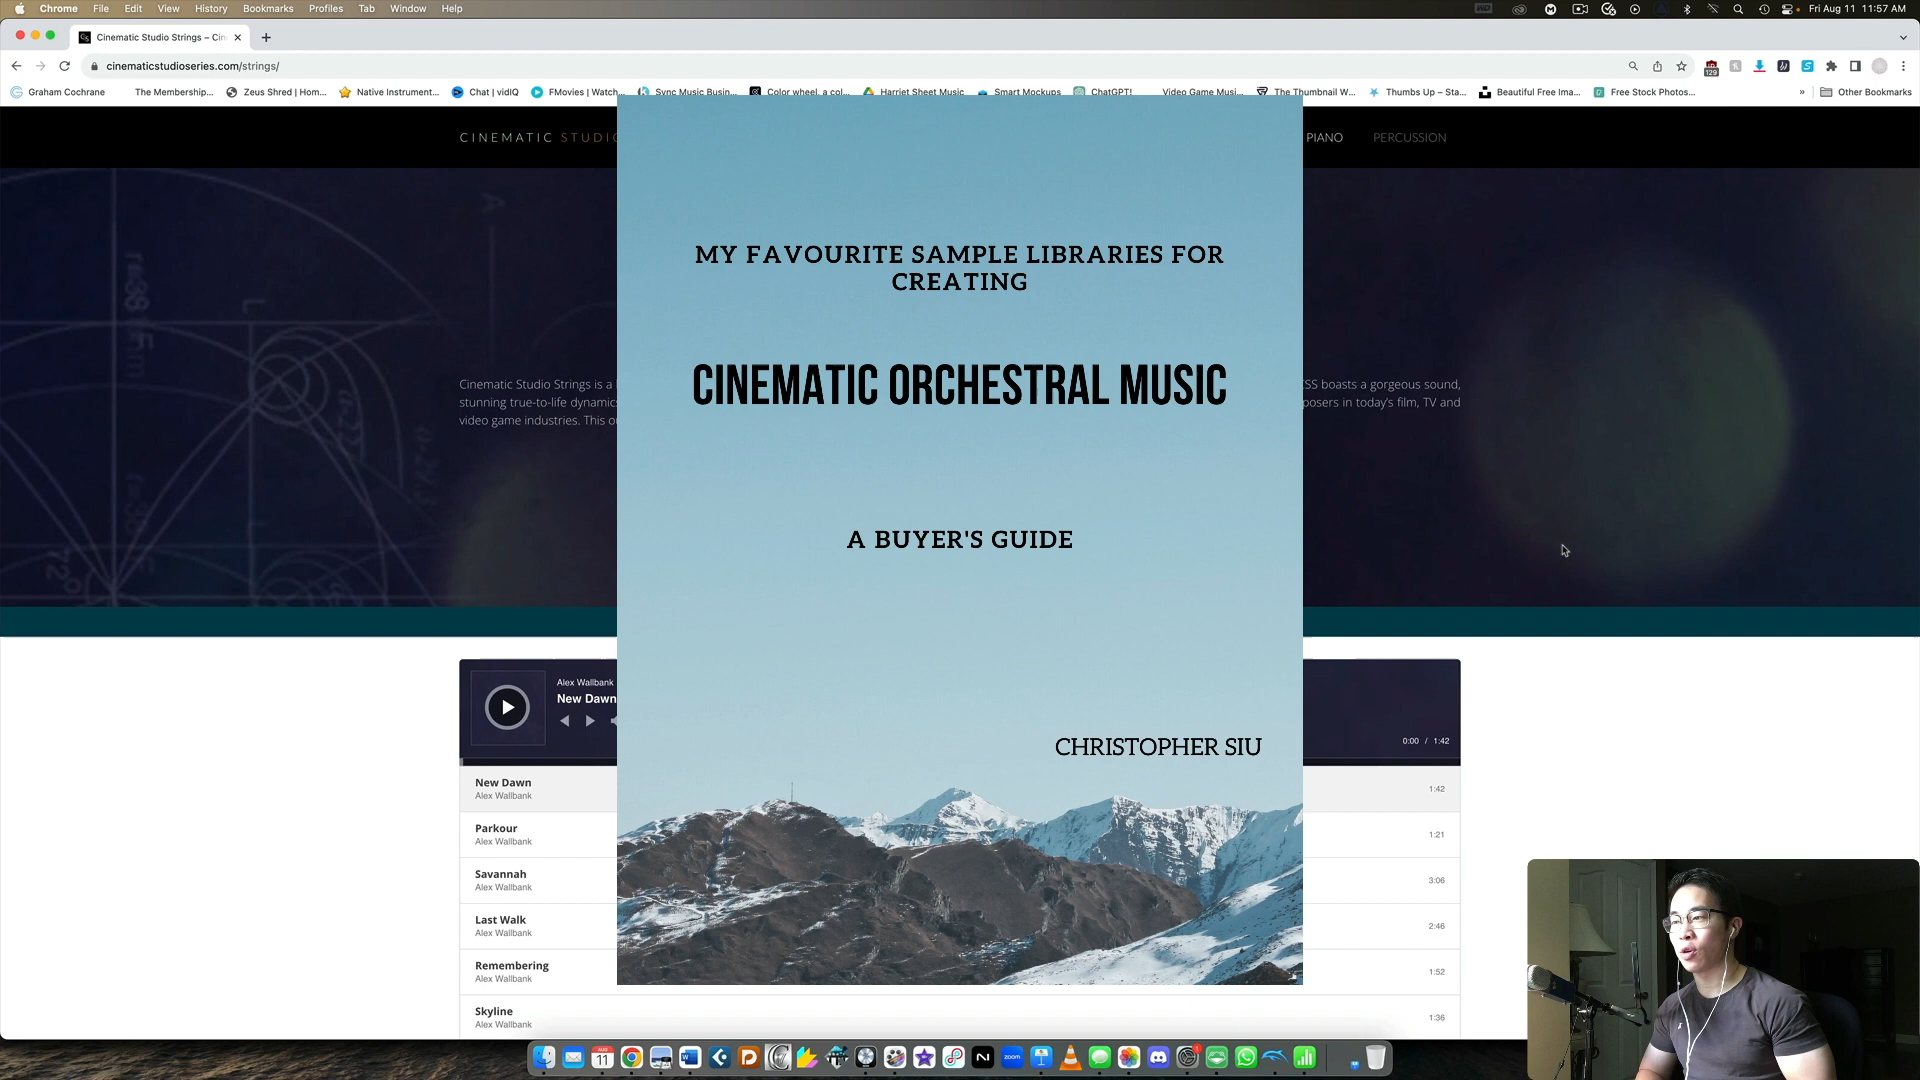 Chrome File Edit View History Bookmarks Profiles Tab Window Help Fri Aug 11 11:57 AM
Cinematic Studio Strings – Cin
cinematicstudioseries.com/strings/
129
Graham Cochrane The Membership... Zeus Shred | Hom... Native Instrument... Chat | vidIQ FMovies | Watch... Sync Music Busin... Color wheel, a col... Harriet Sheet Music Smart Mockups ChatGPT! Video Game Musi... The Thumbnail W... Thumbs Up – Sta... Beautiful Free Ima... Free Stock Photos... » Other Bookmarks
CINEMATIC STUDIO PIANO PERCUSSION
MY FAVOURITE SAMPLE LIBRARIES FOR
CREATING
CINEMATIC ORCHESTRAL MUSIC
A BUYER'S GUIDE
CHRISTOPHER SIU
Cinematic Studio Strings is a
CSS boasts a gorgeous sound,
stunning true-to-life dynamics
posers in today's film, TV and
video game industries. This
Alex Wallbank
New Dawn
0:00 / 1:42
New Dawn 1:42
Alex Wallbank
Parkour 1:21
Alex Wallbank
Savannah 3:06
Alex Wallbank
Last Walk 2:46
Alex Wallbank
Remembering 1:52
Alex Wallbank
Skyline 1:36
Alex Wallbank
AUG
11
zoom